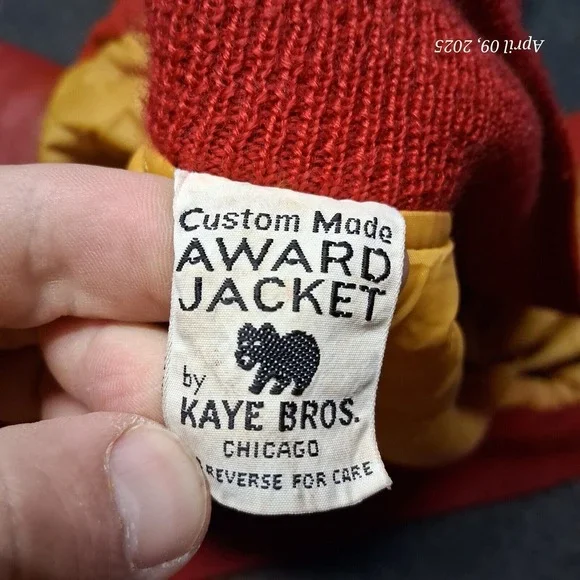 April 09, 2025
Custom Made
AWARD
JACKET
by
KAYE BROS.
CHICAGO
REVERSE FOR CARE